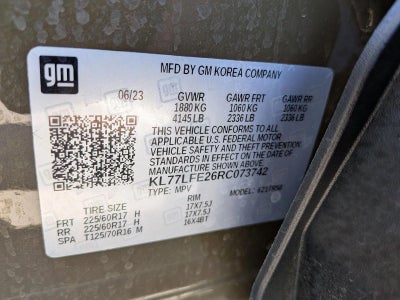 gm
MFD BY GM KOREA COMPANY
06/23 GVWR GAWR FRT GAWR RR
1880 KG 1060 KG 1060 KG
4145 LB 2336 LB 2336 LB
THIS VEHICLE CONFORMS TO ALL
APPLICABLE U.S. FEDERAL MOTOR
VEHICLE SAFETY STANDARDS IN
EFFECT ON THE DATE OF
MANUFACTURE SHOWN ABOVE.
KL77LFE26RC073742
TYPE: MPV MODEL:
TIRE SIZE RIM
FRT 225/60R17 H 17X7.5J
RR 225/60R17 H 17X7.5J
SPA T125/70R16 M 16X4BT